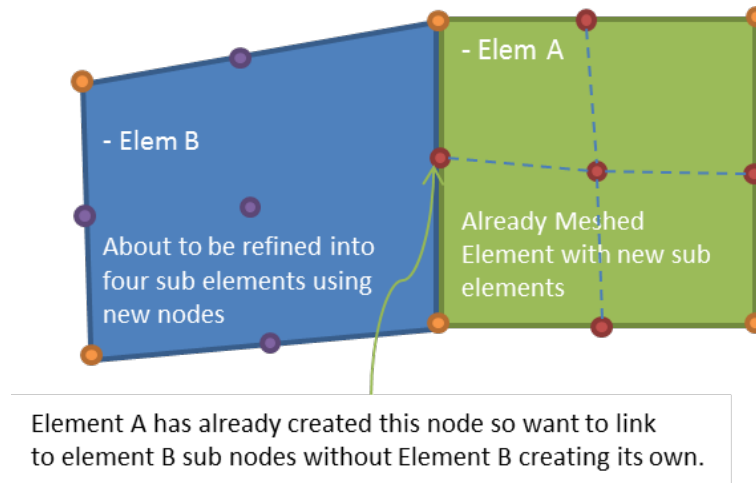 - Elem A
- Elem B
Already Meshed
Element with new sub
elements
About to be refined into
four sub elements using
new nodes
Element A has already created this node so want to link
to element B sub nodes without Element B creating its own.